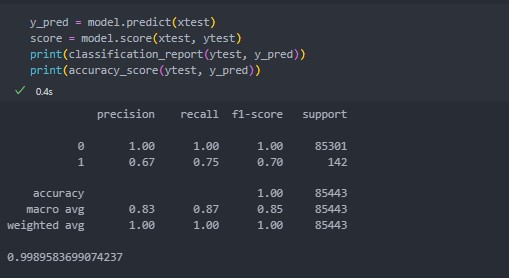 y_pred = model.predict(xtest)
score = model.score(xtest, ytest)
print(classification_report(ytest, y_pred))
print(accuracy_score(ytest, y_pred))
0.4s
precision recall f1-score support
0 1.00 1.00 1.00 85301
1 0.67 0.75 0.70 142
accuracy 1.00 85443
macro avg 0.83 0.87 0.85 85443
weighted avg 1.00 1.00 1.00 85443
0.9989583699074237